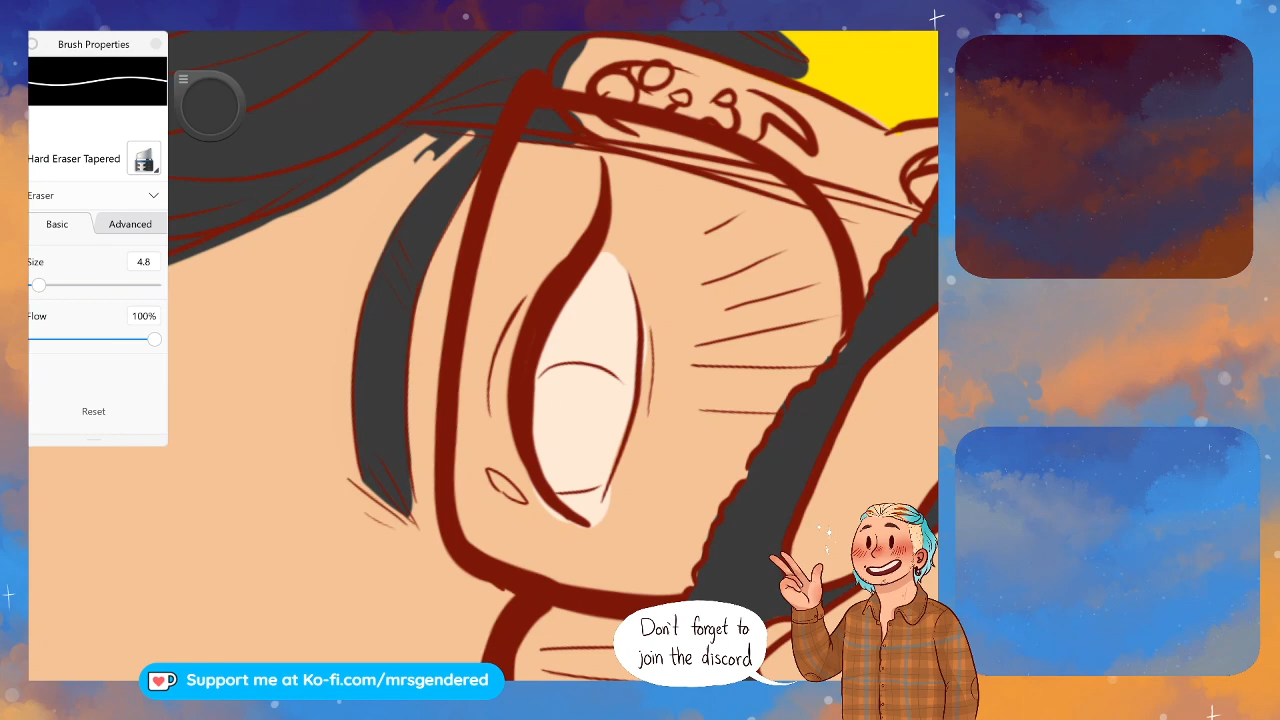 Brush Properties
Hard Eraser Tapered
Eraser
Basic
Advanced
Size
4.8
Flow
100%
Reset
Don't forget to
join the discord
Support me at Ko-fi.com/mrsgendered